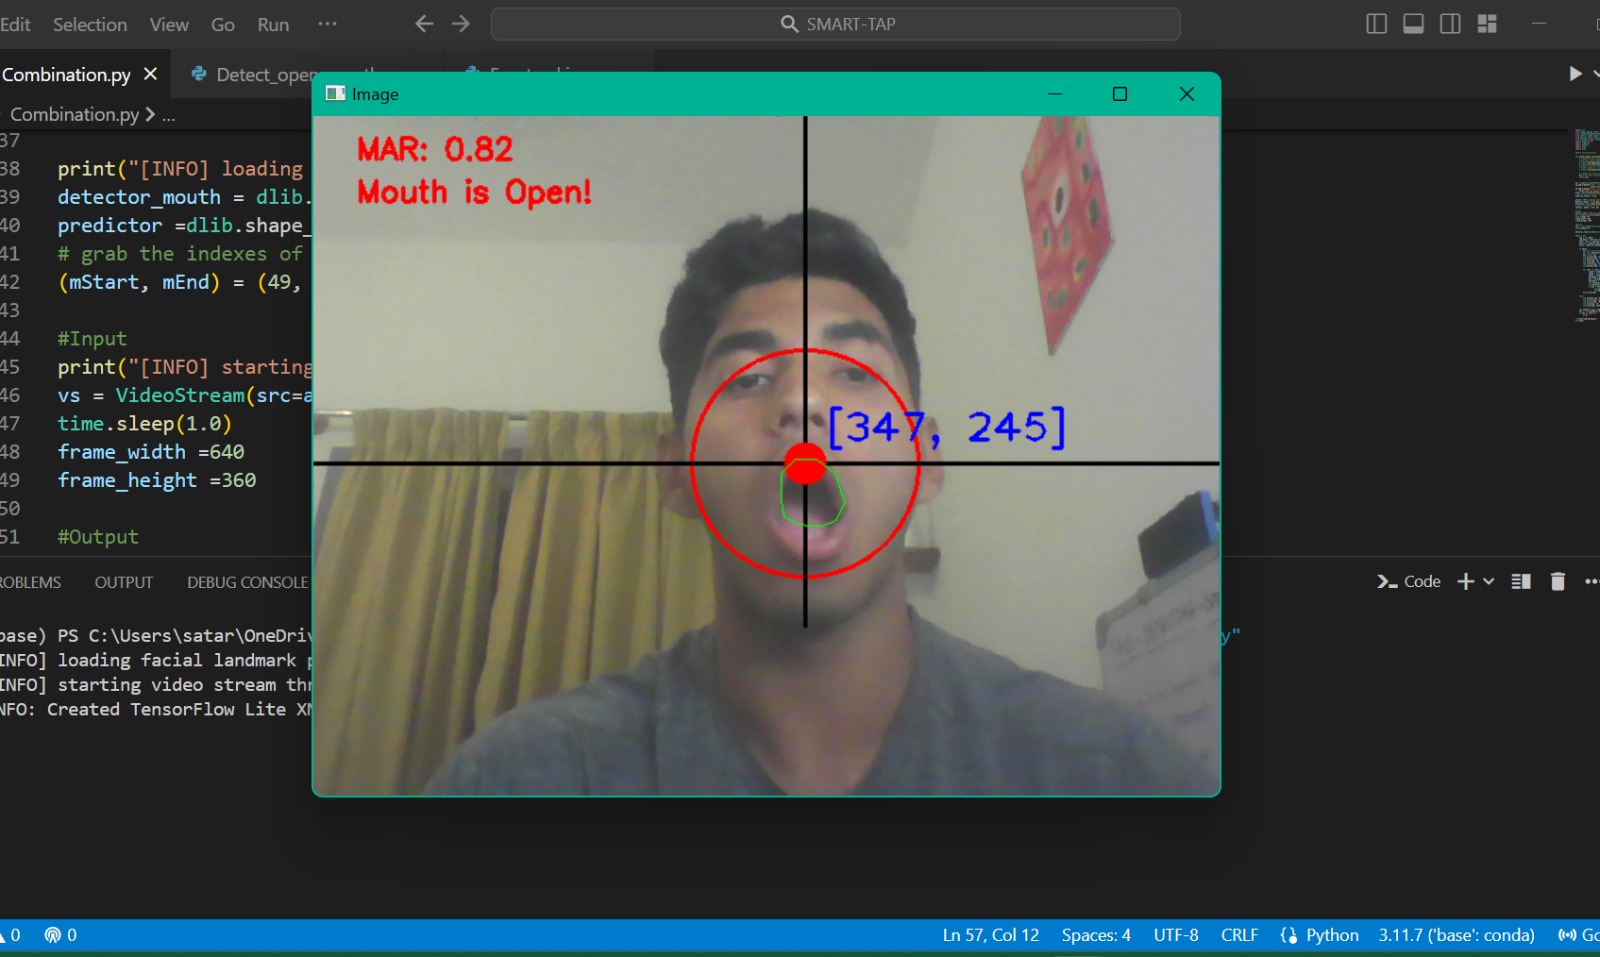 Edit Selection View Go Run ··· SMART-TAP
Combination.py Detect_open
Combination.py > ...
37
38 print("[INFO] loading
39 detector_mouth = dlib.
40 predictor =dlib.shape_
41 # grab the indexes of
42 (mStart, mEnd) = (49,
43
44 #Input
45 print("[INFO] starting
46 vs = VideoStream(src=a
47 time.sleep(1.0)
48 frame_width =640
49 frame_height =360
50
51 #Output
Image
MAR: 0.82
Mouth is Open!
[347, 245]
ROBLEMS OUTPUT DEBUG CONSOLE Code
base) PS C:\Users\satar\OneDriv y"
INFO] loading facial landmark p
INFO] starting video stream thr
NFO: Created TensorFlow Lite XN
0 0 Ln 57, Col 12 Spaces: 4 UTF-8 CRLF Python 3.11.7 ('base': conda) Go